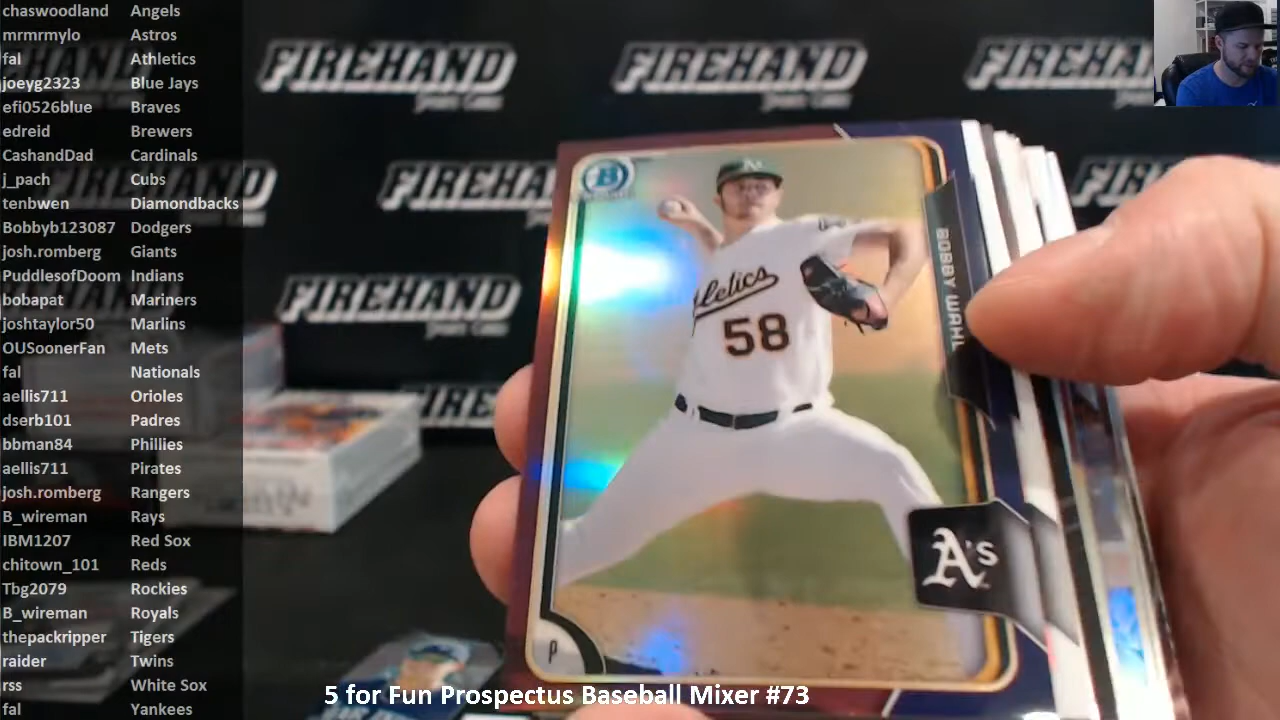 chaswoodland Angels
mrmrmylo Astros
fal Athletics
joeyg2323 Blue Jays
efi0526blue Braves
edreid Brewers
CashandDad Cardinals
j_pach Cubs
tenbwen Diamondbacks
Bobbyb123087 Dodgers
josh.romberg Giants
PuddlesofDoom Indians
bobapat Mariners
joshtaylor50 Marlins
OUSoonerFan Mets
fal Nationals
aellis711 Orioles
dserb101 Padres
bbman84 Phillies
aellis711 Pirates
josh.romberg Rangers
B_wireman Rays
IBM1207 Red Sox
chitown_101 Reds
Tbg2079 Rockies
B_wireman Royals
thepackripper Tigers
raider Twins
rss White Sox
fal Yankees
FIREHAND
FIREHAND
FIREHAND
FIREHAND
FIREHAND
B
A's
letics
58
BOBBY WAHL
A's
P
5 for Fun Prospectus Baseball Mixer #73